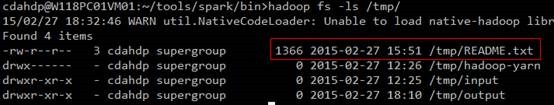 cdahdp@W118PC01VM01:~/tools/spark/bin>hadoop fs -ls /tmp/
15/02/27 18:32:46 WARN util.NativeCodeLoader: Unable to load native-hadoop libr
Found 4 items
-rw-r--r-- 3 cdahdp supergroup 1366 2015-02-27 15:51 /tmp/README.txt
drwx------ - cdahdp supergroup 0 2015-02-27 12:26 /tmp/hadoop-yarn
drwxr-xr-x - cdahdp supergroup 0 2015-02-27 12:25 /tmp/input
drwxr-xr-x - cdahdp supergroup 0 2015-02-27 18:10 /tmp/output